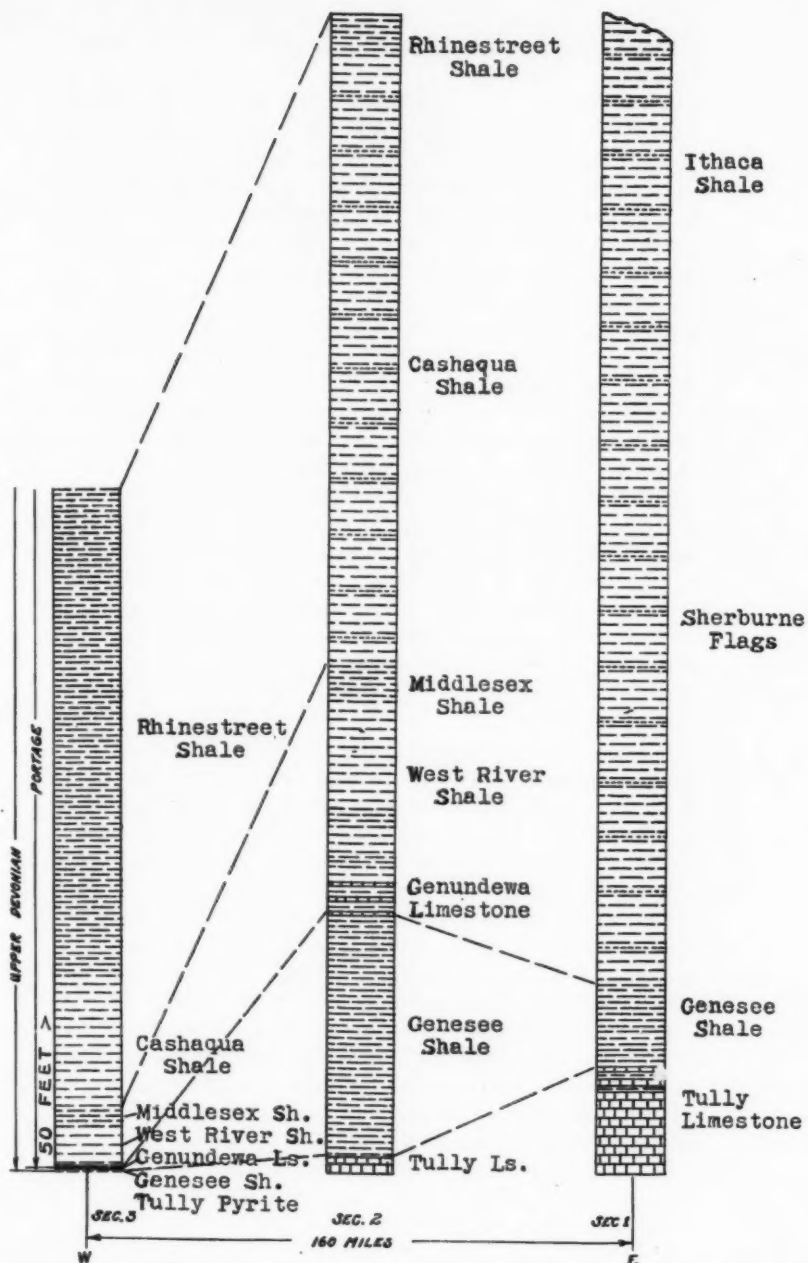 Rhinestreet
Shale
Ithaca
Shale
Cashaqua
Shale
Sherburne
Flags
Middlesex
Shale
Rhinestreet
Shale
West River
Shale
Genundewa
Limestone
UPPER DEVONIAN
PORTAGE
50 FEET >
Genesee
Shale
Genesee
Shale
Cashaqua
Shale
Tully
Limestone
Middlesex Sh.
West River Sh.
Genundewa Ls.
Genesee Sh.
Tully Pyrite
Tully Ls.
SEC. 3
SEC. 2
SEC 1
160 MILES
W
E